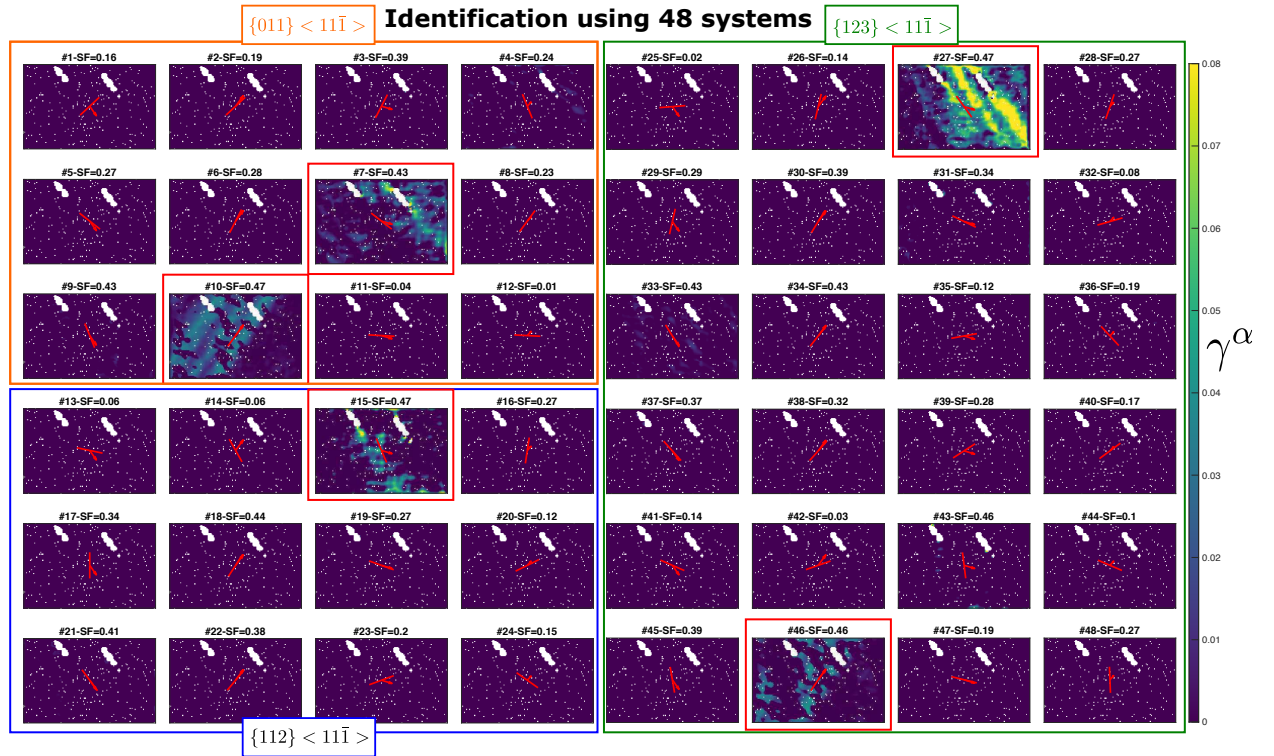 Identification using 48 systems
{011} < 11\bar{1} >
{123} < 11\bar{1} >
#1-SF=0.16 #2-SF=0.19 #3-SF=0.39 #4-SF=0.24
#5-SF=0.27 #6-SF=0.28 #7-SF=0.43 #8-SF=0.23
#9-SF=0.43 #10-SF=0.47 #11-SF=0.04 #12-SF=0.01
#13-SF=0.06 #14-SF=0.06 #15-SF=0.47 #16-SF=0.27
#17-SF=0.34 #18-SF=0.44 #19-SF=0.27 #20-SF=0.12
#21-SF=0.41 #22-SF=0.38 #23-SF=0.2 #24-SF=0.15
{112} < 11\bar{1} >
#25-SF=0.02 #26-SF=0.14 #27-SF=0.47 #28-SF=0.27
#29-SF=0.29 #30-SF=0.39 #31-SF=0.34 #32-SF=0.08
#33-SF=0.43 #34-SF=0.43 #35-SF=0.12 #36-SF=0.19
#37-SF=0.37 #38-SF=0.32 #39-SF=0.28 #40-SF=0.17
#41-SF=0.14 #42-SF=0.03 #43-SF=0.46 #44-SF=0.1
#45-SF=0.39 #46-SF=0.46 #47-SF=0.19 #48-SF=0.27
0.08
0.07
0.06
0.05
0.04
0.03
0.02
0.01
0
γ^α